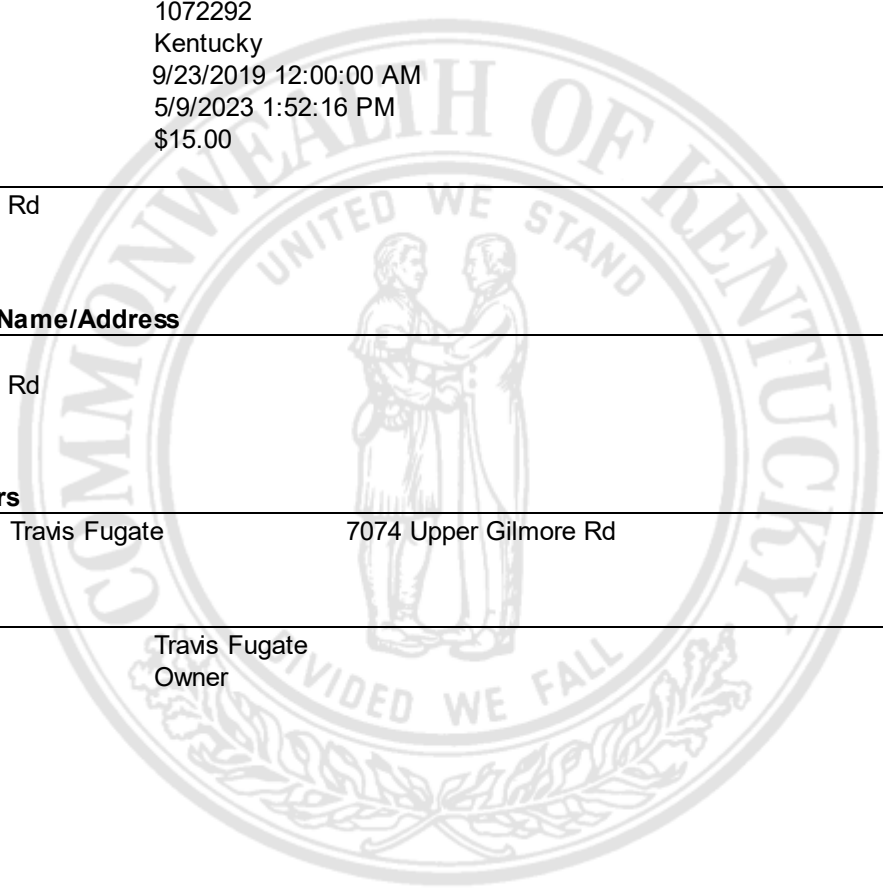 1072292
Kentucky
9/23/2019 12:00:00 AM
5/9/2023 1:52:16 PM
$15.00
Rd
Name/Address
Rd
rs
Travis Fugate 7074 Upper Gilmore Rd
Travis Fugate
Owner
COMMONWEALTH OF KENTUCKY
UNITED WE STAND
DIVIDED WE FALL